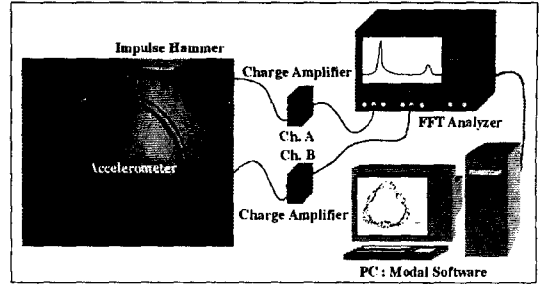 Impulse Hammer
Charge Amplifier
Ch. A
Ch. B
FFT Analyzer
Accelerometer
Charge Amplifier
PC : Modal Software